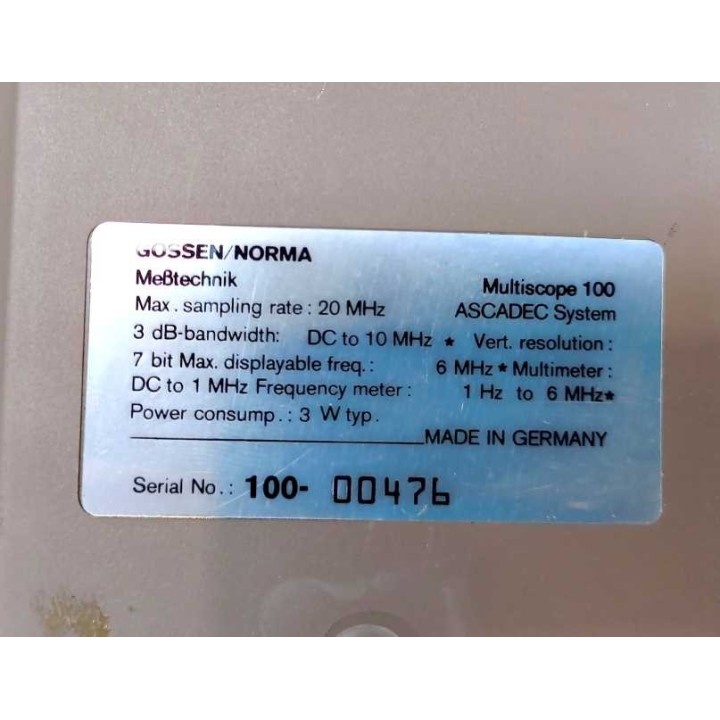 GOSSEN/NORMA
Meßtechnik Multiscope 100
Max. sampling rate: 20 MHz ASCADEC System
3 dB-bandwidth: DC to 10 MHz * Vert. resolution:
7 bit Max. displayable freq.: 6 MHz * Multimeter:
DC to 1 MHz Frequency meter: 1 Hz to 6 MHz*
Power consump.: 3 W typ.
MADE IN GERMANY
Serial No.: 100- 00476